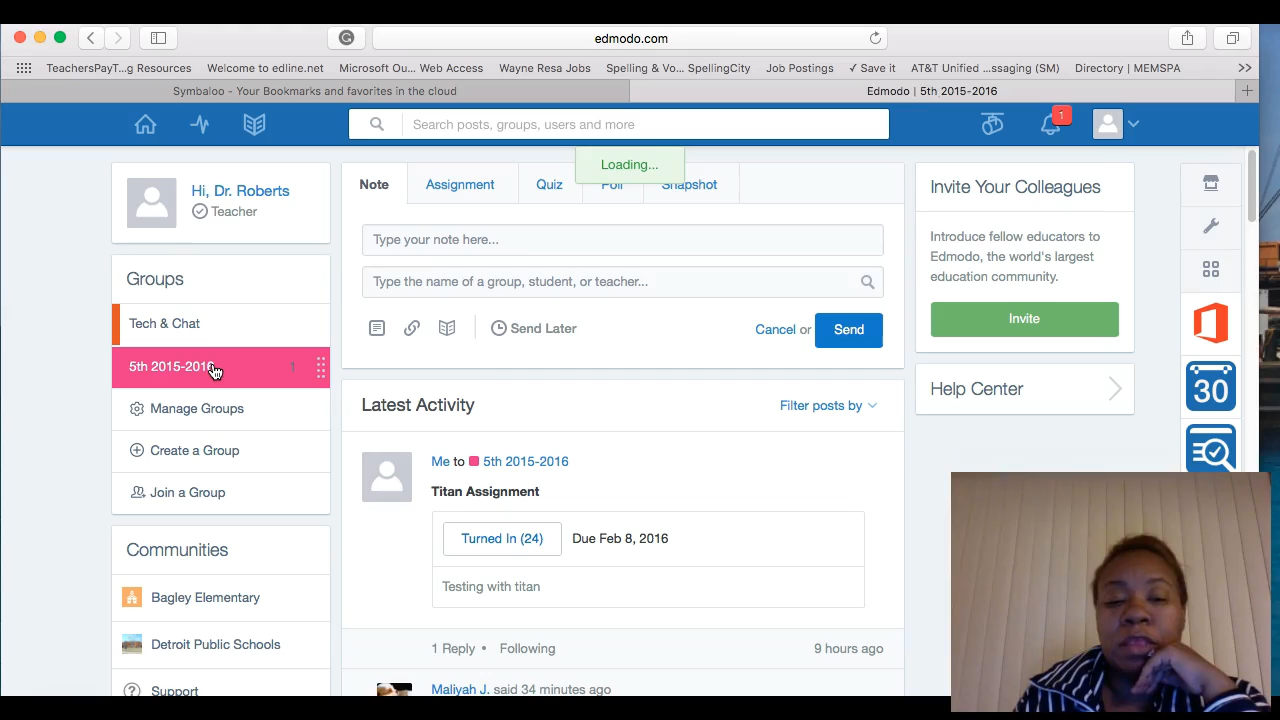 edmodo.com
TeachersPayT...g Resources Welcome to edline.net Microsoft Ou... Web Access Wayne Resa Jobs Spelling & Vo... SpellingCity Job Postings ✓ Save it AT&T Unified ...ssaging (SM) Directory | MEMSPA
Symbaloo - Your Bookmarks and favorites in the cloud
Edmodo | 5th 2015-2016
Search posts, groups, users and more
1
Loading...
Hi, Dr. Roberts
Teacher
Groups
Tech & Chat
5th 2015-2016 1
Manage Groups
Create a Group
Join a Group
Communities
Bagley Elementary
Detroit Public Schools
Support
Note Assignment Quiz Poll Snapshot
Type your note here...
Type the name of a group, student, or teacher...
Send Later
Cancel or Send
Latest Activity
Filter posts by
Me to 5th 2015-2016
Titan Assignment
Turned In (24) Due Feb 8, 2016
Testing with titan
1 Reply • Following 9 hours ago
Maliyah J. said 34 minutes ago
Invite Your Colleagues
Introduce fellow educators to
Edmodo, the world's largest
education community.
Invite
Help Center
30